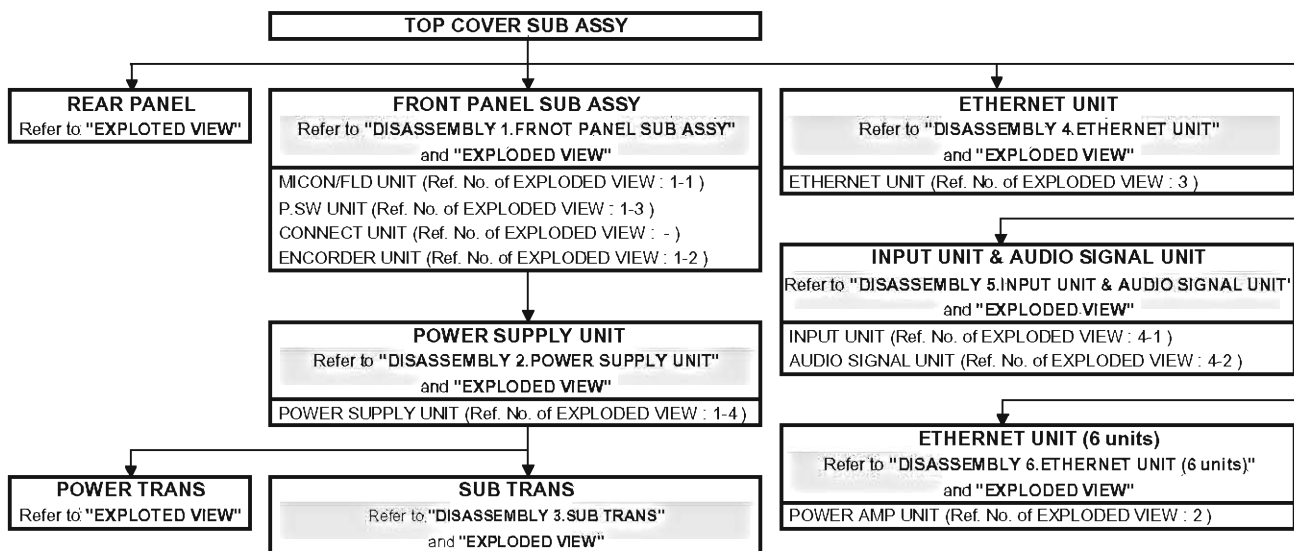 TOP COVER SUB ASSY
REAR PANEL
Refer to "EXPLOTED VIEW"
FRONT PANEL SUB ASSY
Refer to "DISASSEMBLY 1.FRNOT PANEL SUB ASSY"
and "EXPLODED VIEW"
MICON/FLD UNIT (Ref. No. of EXPLODED VIEW : 1-1 )
P.SW UNIT (Ref. No. of EXPLODED VIEW : 1-3 )
CONNECT UNIT (Ref. No. of EXPLODED VIEW : - )
ENCORDER UNIT (Ref. No. of EXPLODED VIEW : 1-2 )
ETHERNET UNIT
Refer to "DISASSEMBLY 4.ETHERNET UNIT"
and "EXPLODED VIEW"
ETHERNET UNIT (Ref. No. of EXPLODED VIEW : 3 )
INPUT UNIT & AUDIO SIGNAL UNIT
Refer to "DISASSEMBLY 5.INPUT UNIT & AUDIO SIGNAL UNIT"
and "EXPLODED VIEW"
INPUT UNIT (Ref. No. of EXPLODED VIEW : 4-1 )
AUDIO SIGNAL UNIT (Ref. No. of EXPLODED VIEW : 4-2 )
POWER SUPPLY UNIT
Refer to "DISASSEMBLY 2.POWER SUPPLY UNIT"
and "EXPLODED VIEW"
POWER SUPPLY UNIT (Ref. No. of EXPLODED VIEW : 1-4 )
ETHERNET UNIT (6 units)
Refer to "DISASSEMBLY 6.ETHERNET UNIT (6 units)"
and "EXPLODED VIEW"
POWER AMP UNIT (Ref. No. of EXPLODED VIEW : 2 )
POWER TRANS
Refer to "EXPLOTED VIEW"
SUB TRANS
Refer to "DISASSEMBLY 3.SUB TRANS"
and "EXPLODED VIEW"